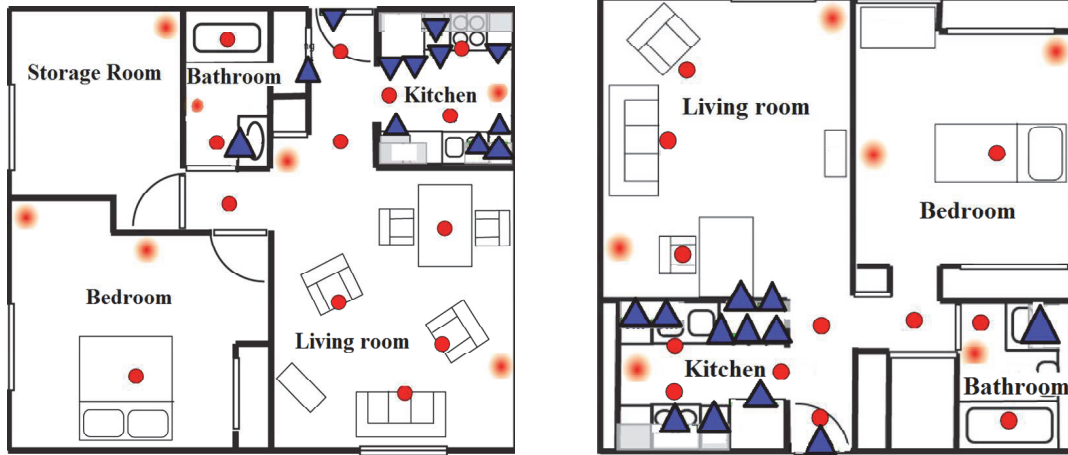 Storage Room
Bathroom
Kitchen
Bedroom
Living room
Living room
Bedroom
Kitchen
Bathroom